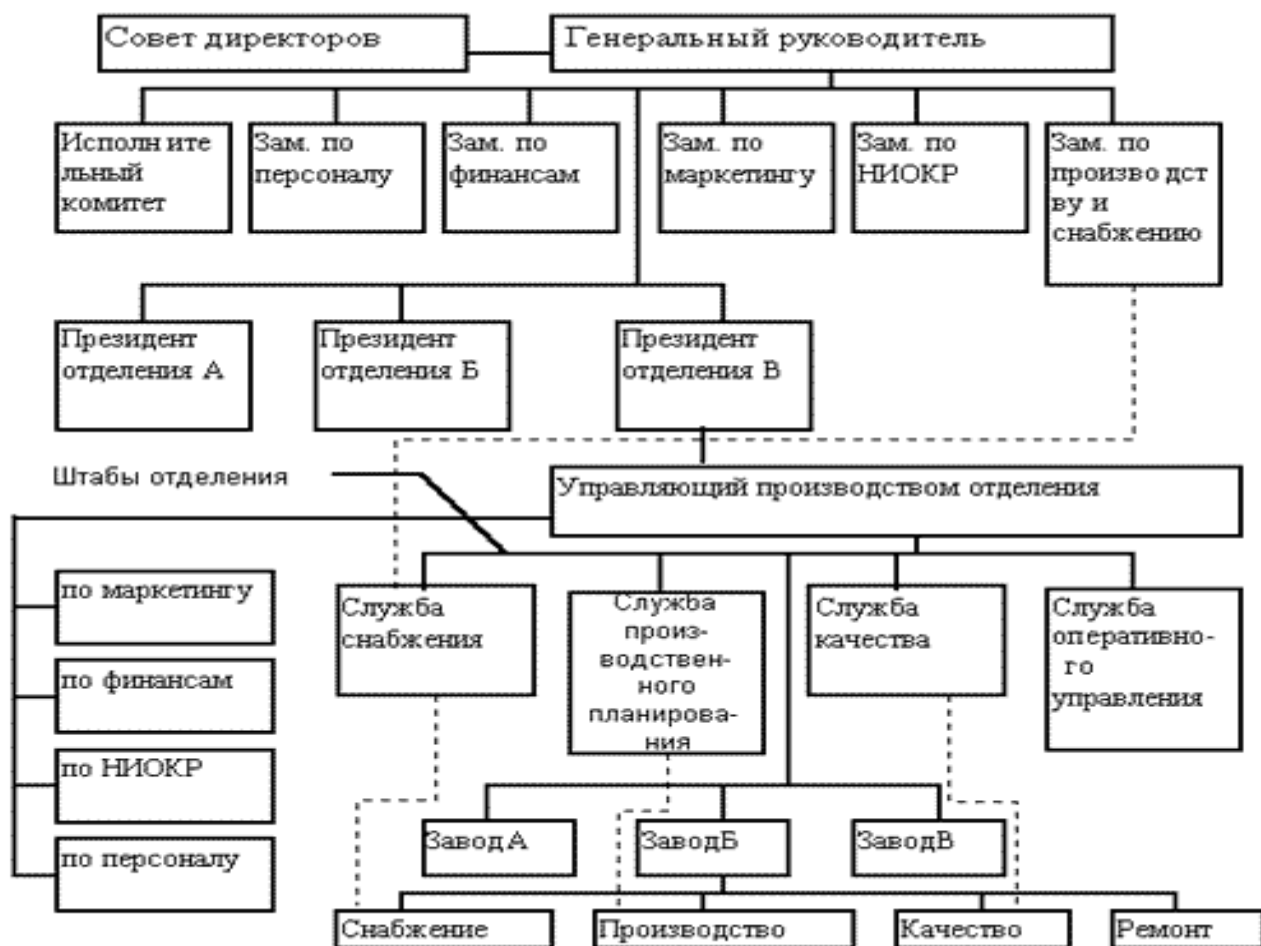 Совет директоров
Генеральный руководитель
Исполн ите
льный
комитет
Зам. по
персоналу
Зам. по
финансам
Зам. по
маркетингу
Зам. по
НИОКР
Зам. по
произво дст
ву и
снабжению
Президент
отделения А
Президент
отделения Б
Президент
отделения В
Штабы отделения
Управляющий производством отделения
по маркетингу
по финансам
по НИОКР
по персоналу
Служба
снабжения
Служба
произ-
водствен-
ного
планирова-
ния
Служба
качества
Служба
оперативно-
го
управления
Завод А
Завод Б
Завод В
Снабжение
Производство
Качество
Ремонт